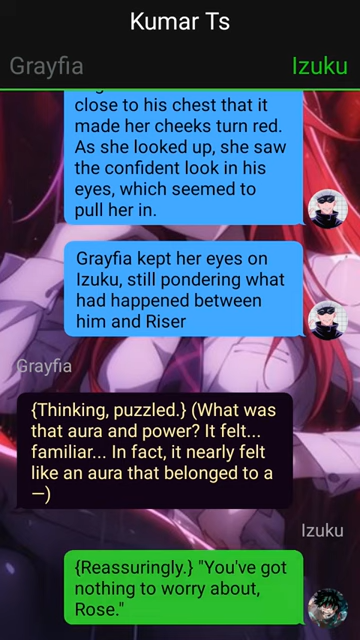 Kumar Ts
Grayfia
Izuku
close to his chest that it
made her cheeks turn red.
As she looked up, she saw
the confident look in his
eyes, which seemed to
pull her in.
Grayfia kept her eyes on
Izuku, still pondering what
had happened between
him and Riser
Grayfia
{Thinking, puzzled.} (What was
that aura and power? It felt...
familiar... In fact, it nearly felt
like an aura that belonged to a
—)
Izuku
{Reassuringly.} "You've got
nothing to worry about,
Rose."